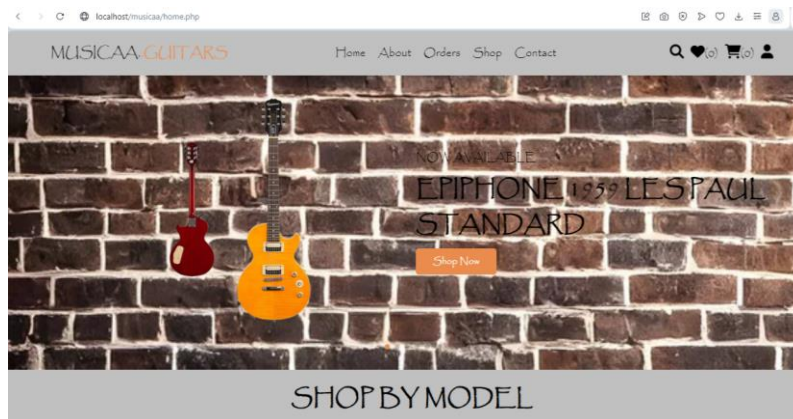 localhost/musicaa/home.php
MUSICAA-GUITARS
Home About Orders Shop Contact
(0) (0)
NOW AVAILABLE
EPIPHONE 1959 LES PAUL
STANDARD
Shop Now
SHOP BY MODEL